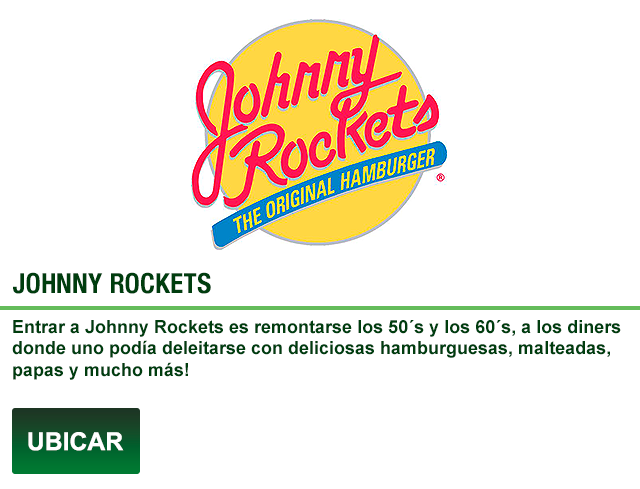 Johnny
Rockets
THE ORIGINAL HAMBURGER
®
JOHNNY ROCKETS
Entrar a Johnny Rockets es remontarse los 50´s y los 60´s, a los diners
donde uno podía deleitarse con deliciosas hamburguesas, malteadas,
papas y mucho más!
UBICAR